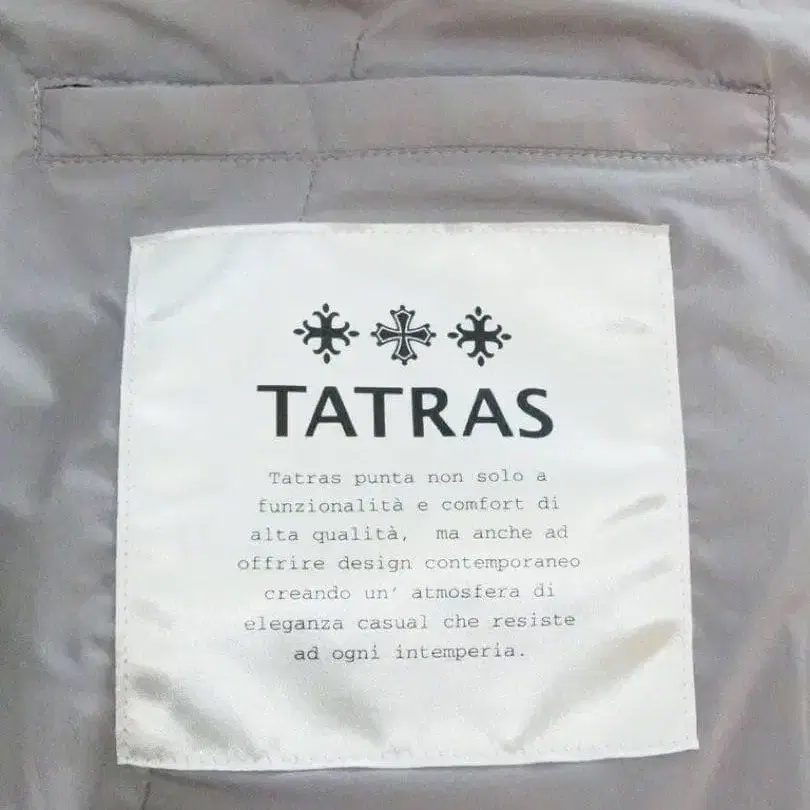 TATRAS
Tatras punta non solo a
funzionalità e comfort di
alta qualità, ma anche ad
offrire design contemporaneo
creando un' atmosfera di
eleganza casual che resiste
ad ogni intemperia.